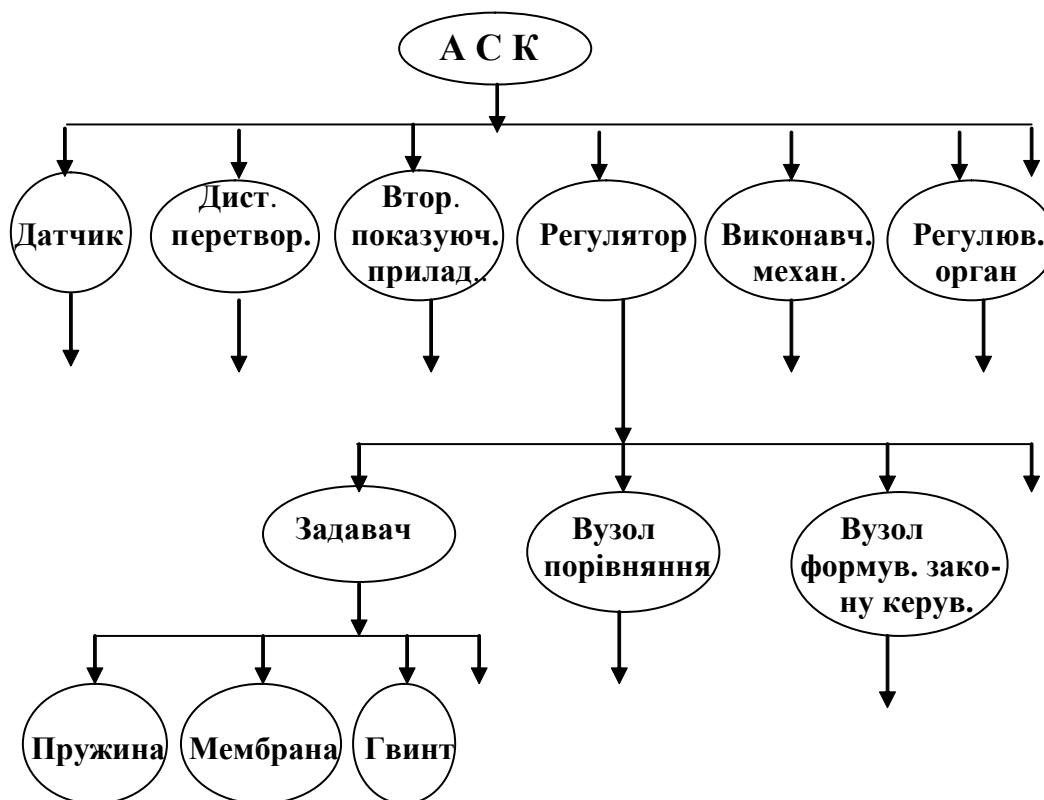 А С К
Датчик
Дист.
перетвор.
Втор.
показуюч.
прилад..
Регулятор
Виконавч.
механ.
Регулюв.
орган
Задавач
Вузол
порівняння
Вузол
формув. зако-
ну керув.
Пружина
Мембрана
Гвинт